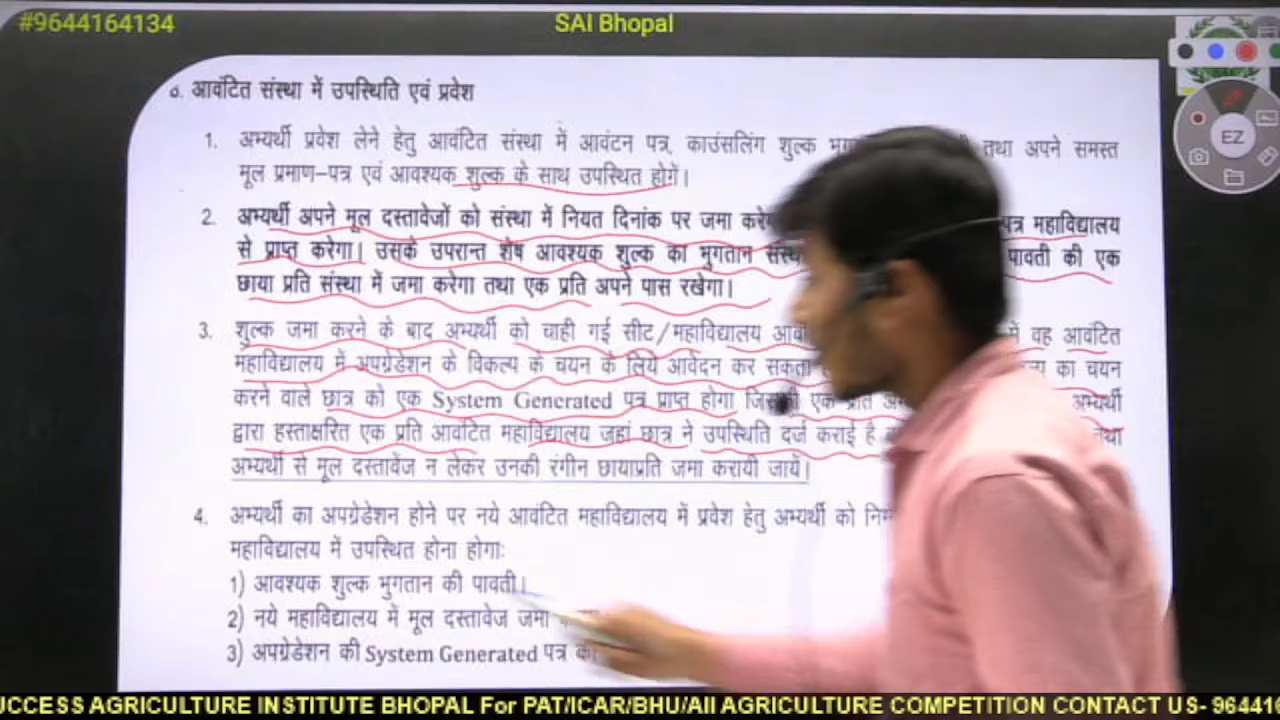 #9644164134
SAI Bhopal
EZ
a. आवंटित संस्था में उपस्थिति एवं प्रवेश
1. अभ्यर्थी प्रवेश लेने हेतु आवंटित संस्था में आवंटन पत्र, काउंसलिंग शुल्क तथा अपने समस्त
मूल प्रमाण-पत्र एवं आवश्यक शुल्क के साथ उपस्थित होगें।
2. अभ्यर्थी अपने मूल दस्तावेजों को संस्था में नियत दिनांक पर जमा पत्र महाविद्यालय
से प्राप्त करेगा। उसके उपरान्त शेष आवश्यक शुल्क का भुगतान पावती की एक
छाया प्रति संस्था में जमा करेगा तथा एक प्रति अपने पास रखेगा।
3. शुल्क जमा करने के बाद अभ्यर्थी को चाही गई सीट/महाविद्यालय में वह आवंटित
महाविद्यालय में अपग्रेडेशन के विकल्प के चयन के लिये आवेदन कर सकता का चयन
करने वाले छात्र को एक System Generated पत्र प्राप्त होगा एक अभ्यर्थी
द्वारा हस्ताक्षरित एक प्रति आवंटित महाविद्यालय जहां छात्र ने उपस्थिति दर्ज कराई है
अभ्यर्थी से मूल दस्तावेज न लेकर उनकी रंगीन छायाप्रति जमा करायी जायें।
4. अभ्यर्थी का अपग्रेडेशन होने पर नये आवंटित महाविद्यालय में प्रवेश हेतु अभ्यर्थी को
महाविद्यालय में उपस्थित होना होगाः
1) आवश्यक शुल्क भुगतान की पावती।
2) नये महाविद्यालय में मूल दस्तावेज जमा
3) अपग्रेडेशन की System Generated पत्र
UCCESS AGRICULTURE INSTITUTE BHOPAL For PAT/ICAR/BHU/All AGRICULTURE COMPETITION CONTACT US- 96441